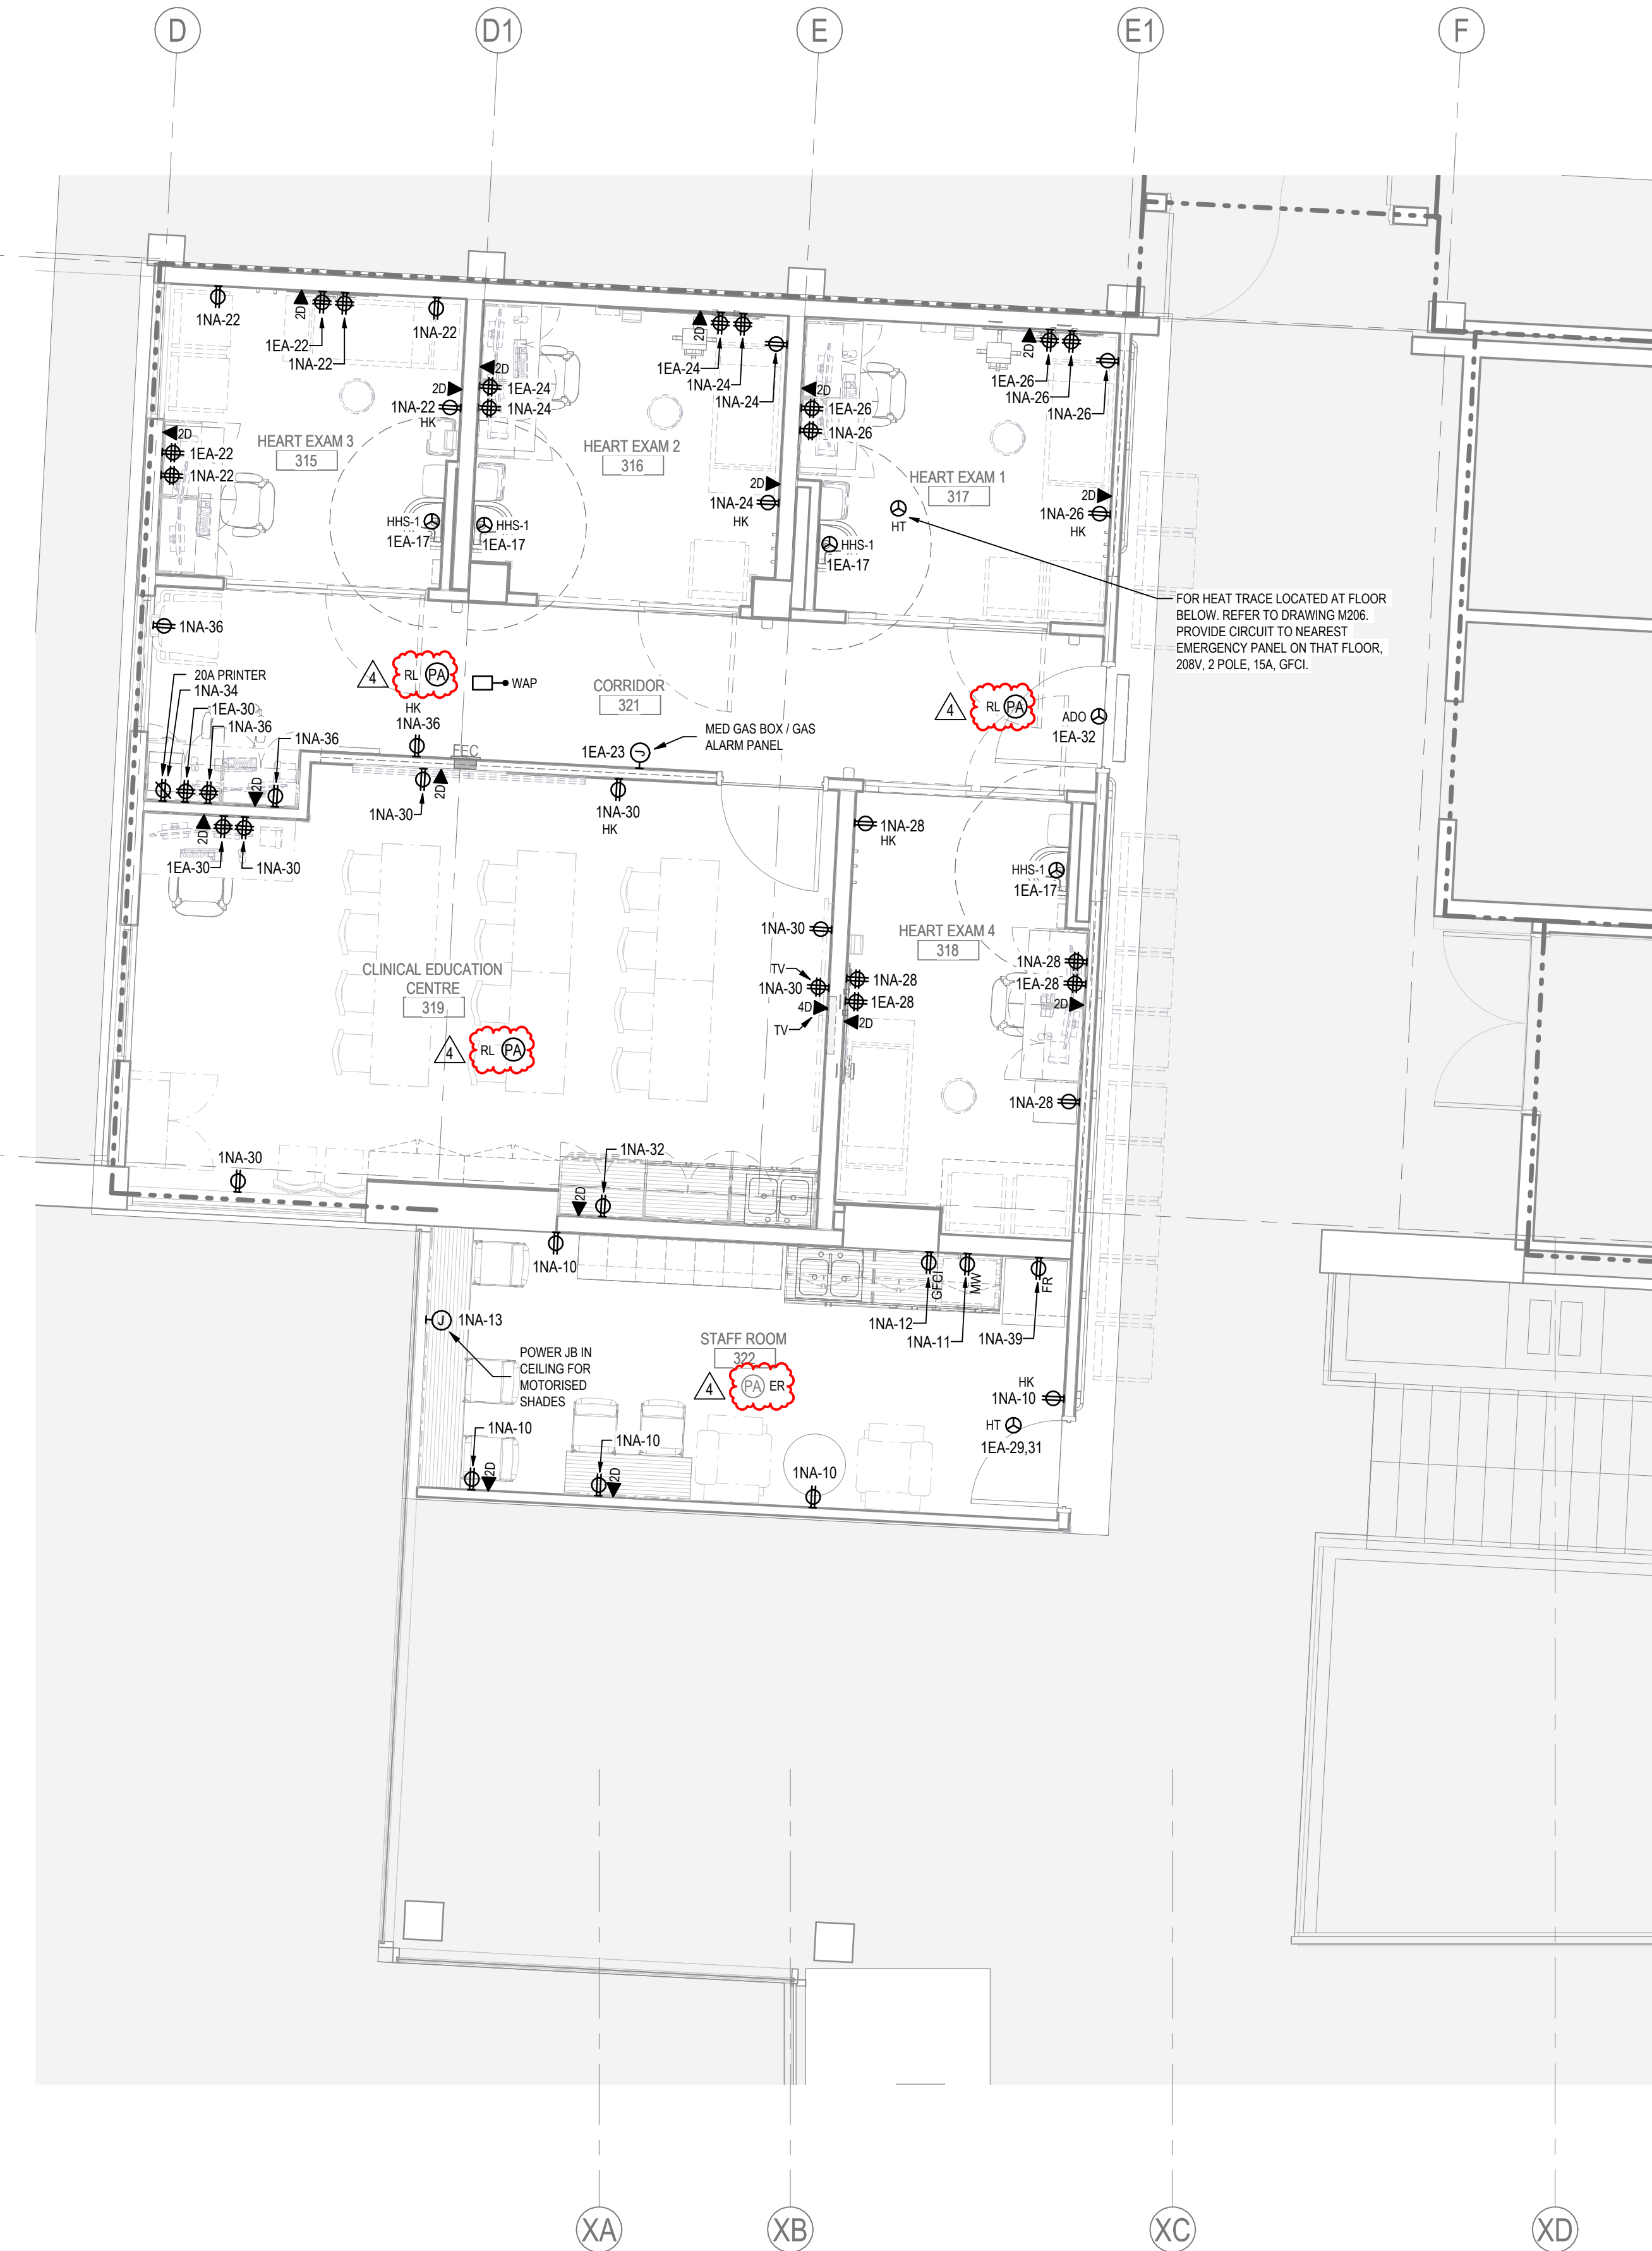 D
D1
E
E1
F
1NA-22
2D
1EA-22
1NA-22
1NA-22
2D
1NA-22
HK
2D
1EA-22
1NA-22
HEART EXAM 3
315
HHS-1
1EA-17
2D
1EA-24
1NA-24
2D
1EA-24
1NA-24
1NA-24
HEART EXAM 2
316
2D
1NA-24
HK
HHS-1
1EA-17
2D
1EA-26
1NA-26
2D
1EA-26
1NA-26
1NA-26
HEART EXAM 1
317
2D
1NA-26
HK
HT
HHS-1
1EA-17
FOR HEAT TRACE LOCATED AT FLOOR
BELOW. REFER TO DRAWING M206.
PROVIDE CIRCUIT TO NEAREST
EMERGENCY PANEL ON THAT FLOOR,
208V, 2 POLE, 15A, GFCI.
1NA-36
20A PRINTER
1NA-34
1EA-30
1NA-36
1NA-36
2D
4
RL
PA
HK
1NA-36
WAP
CORRIDOR
321
FEC
1EA-23
J
MED GAS BOX / GAS
ALARM PANEL
4
RL
PA
ADO
1EA-32
2D
1EA-30
1NA-30
1NA-30
2D
1NA-30
HK
1NA-30
TV
1NA-30
4D
TV
CLINICAL EDUCATION
CENTRE
319
4
RL
PA
1NA-30
1NA-32
2D
1NA-28
HK
HHS-1
1EA-17
HEART EXAM 4
318
1NA-28
1EA-28
2D
1NA-28
1EA-28
2D
1NA-28
1NA-10
J
1NA-13
POWER JB IN
CEILING FOR
MOTORISED
SHADES
GFCI
MW
FR
1NA-12
1NA-11
1NA-39
STAFF ROOM
322
4
PA
ER
HK
1NA-10
HT
1EA-29,31
1NA-10
2D
1NA-10
2D
1NA-10
XA
XB
XC
XD